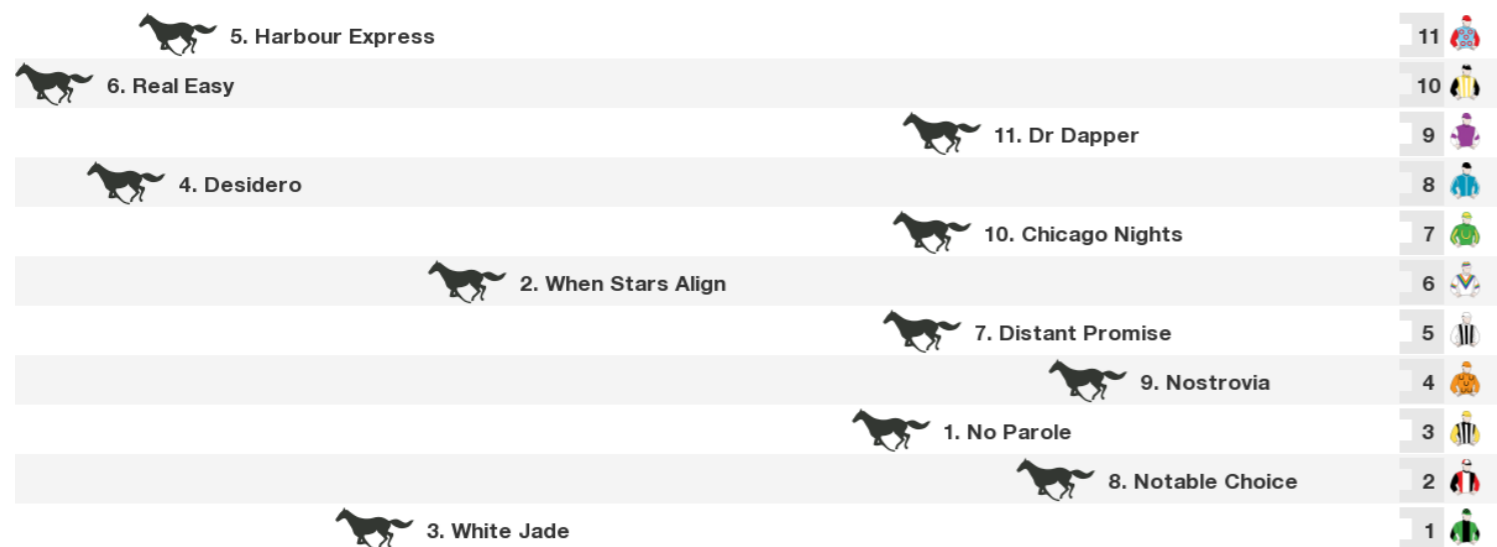 5. Harbour Express 11
6. Real Easy 10
11. Dr Dapper 9
4. Desidero 8
10. Chicago Nights 7
2. When Stars Align 6
7. Distant Promise 5
9. Nostrovia 4
1. No Parole 3
8. Notable Choice 2
3. White Jade 1